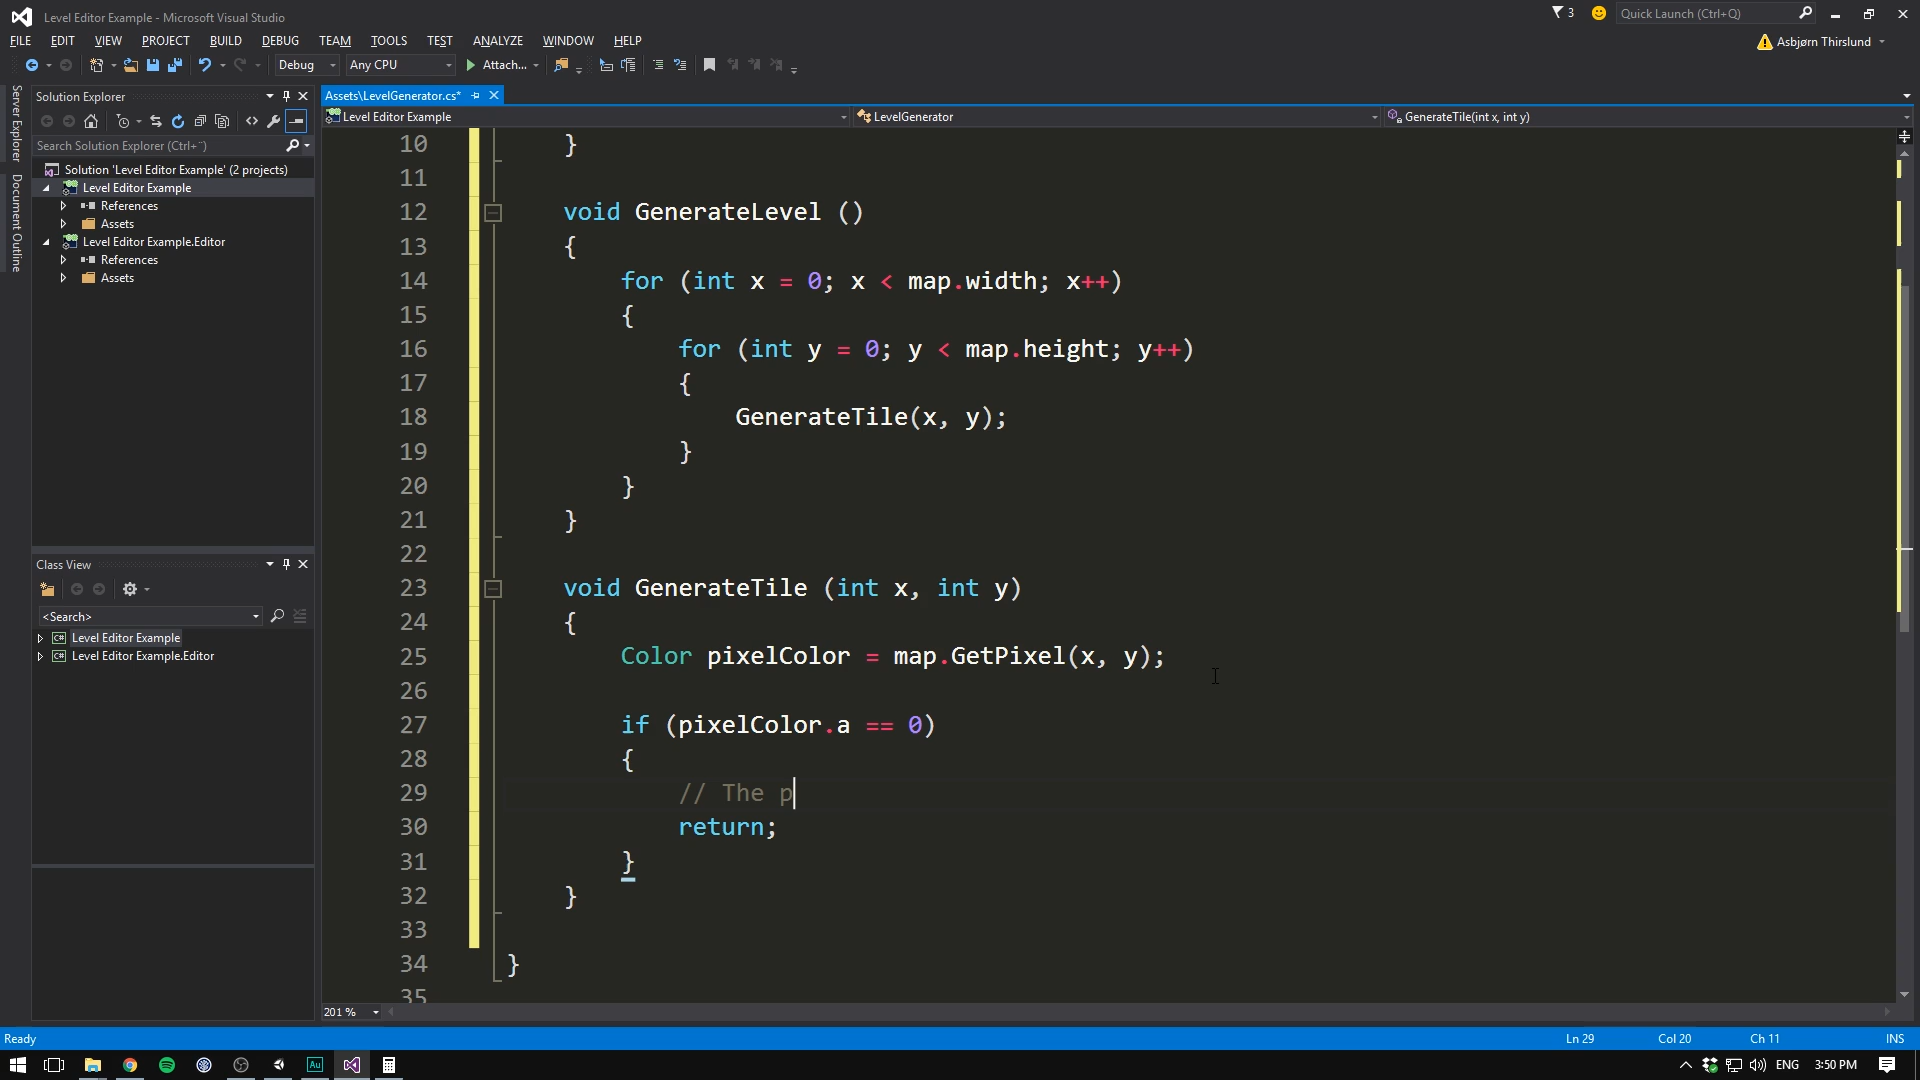 Level Editor Example - Microsoft Visual Studio
3
Quick Launch (Ctrl+Q)
FILE EDIT VIEW PROJECT BUILD DEBUG TEAM TOOLS TEST ANALYZE WINDOW HELP
Asbjørn Thirslund
Debug Any CPU Attach...
Server Explorer
Document Outline
Solution Explorer
Search Solution Explorer (Ctrl+¨)
Solution 'Level Editor Example' (2 projects)
Level Editor Example
References
Assets
Level Editor Example.Editor
References
Assets
Class View
<Search>
Level Editor Example
Level Editor Example.Editor
Assets\LevelGenerator.cs*
Level Editor Example LevelGenerator GenerateTile(int x, int y)
10 }
11
12 void GenerateLevel ()
13 {
14 for (int x = 0; x < map.width; x++)
15 {
16 for (int y = 0; y < map.height; y++)
17 {
18 GenerateTile(x, y);
19 }
20 }
21 }
22
23 void GenerateTile (int x, int y)
24 {
25 Color pixelColor = map.GetPixel(x, y);
26
27 if (pixelColor.a == 0)
28 {
29 // The p
30 return;
31 }
32 }
33
34 }
35
201 %
Ready Ln 29 Col 20 Ch 11 INS
Au
ENG 3:50 PM